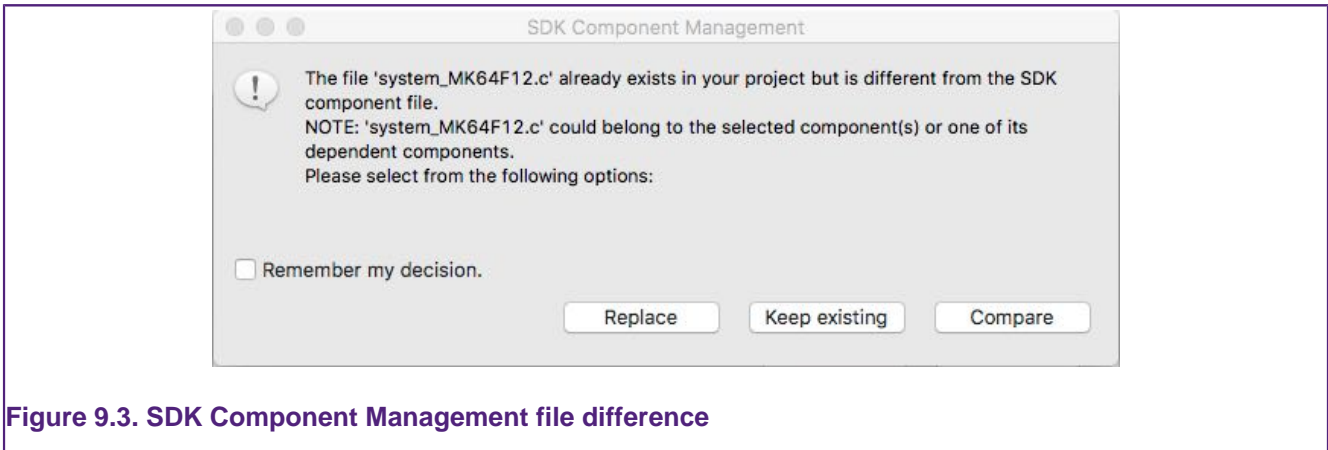 SDK Component Management
The file 'system_MK64F12.c' already exists in your project but is different from the SDK
component file.
NOTE: 'system_MK64F12.c' could belong to the selected component(s) or one of its
dependent components.
Please select from the following options:
Remember my decision.
Replace Keep existing Compare
Figure 9.3. SDK Component Management file difference